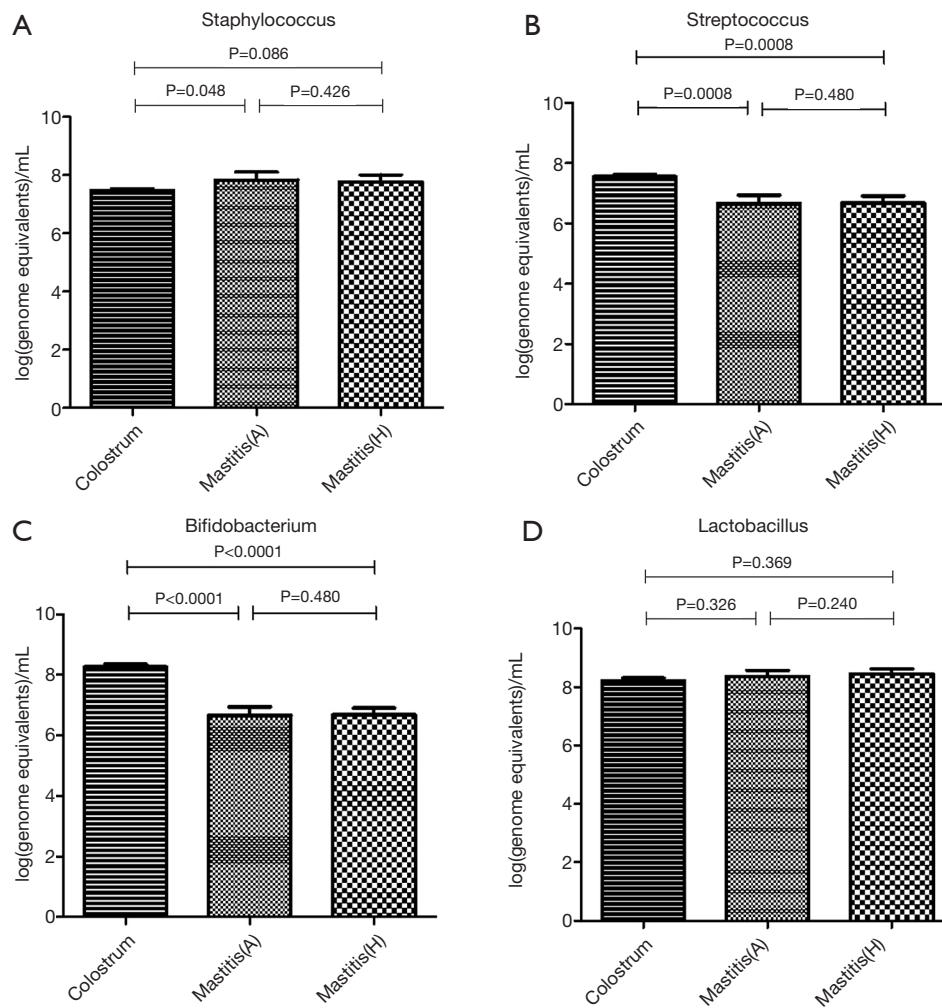 A
Staphylococcus
P=0.086
P=0.048
P=0.426
log(genome equivalents)/mL
10
8
6
4
2
0
Colostrum
Mastitis(A)
Mastitis(H)
B
Streptococcus
P=0.0008
P=0.0008
P=0.480
log(genome equivalents)/mL
10
8
6
4
2
0
Colostrum
Mastitis(A)
Mastitis(H)
C
Bifidobacterium
P<0.0001
P<0.0001
P=0.480
log(genome equivalents)/mL
10
8
6
4
2
0
Colostrum
Mastitis(A)
Mastitis(H)
D
Lactobacillus
P=0.369
P=0.326
P=0.240
log(genome equivalents)/mL
10
8
6
4
2
0
Colostrum
Mastitis(A)
Mastitis(H)